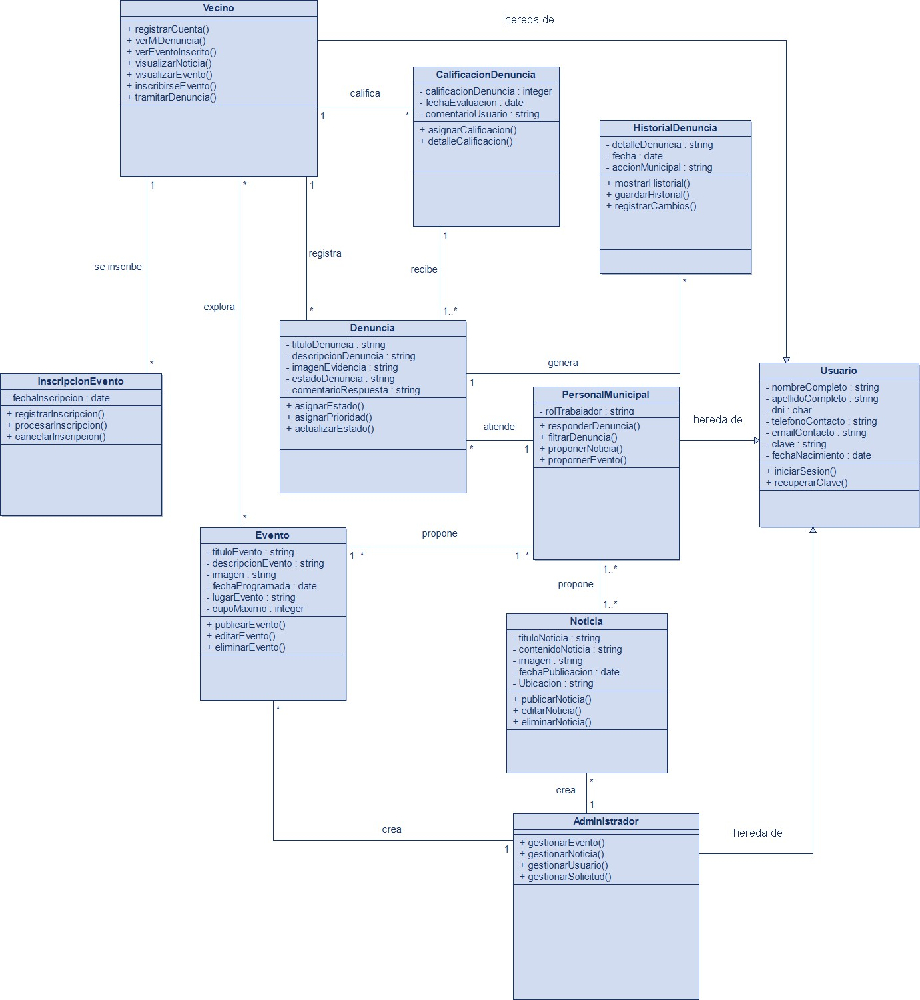 Vecino
+ registrarCuenta()
+ verMiDenuncia()
+ verEventoInscrito()
+ visualizarNoticia()
+ visualizarEvento()
+ inscribirseEvento()
+ tramitarDenuncia()
hereda de
califica
1
*
CalificacionDenuncia
- calificacionDenuncia : integer
- fechaEvaluacion : date
- comentarioUsuario : string
+ asignarCalificacion()
+ detalleCalificacion()
HistorialDenuncia
- detalleDenuncia : string
- fecha : date
- accionMunicipal : string
+ mostrarHistorial()
+ guardarHistorial()
+ registrarCambios()
1
*
1
1
registra
se inscribe
recibe
*
explora
*
1..*
*
Denuncia
- tituloDenuncia : string
- descripcionDenuncia : string
- imagenEvidencia : string
- estadoDenuncia : string
- comentarioRespuesta : string
+ asignarEstado()
+ asignarPrioridad()
+ actualizarEstado()
genera
1
InscripcionEvento
- fechaInscripcion : date
+ registrarInscripcion()
+ procesarInscripcion()
+ cancelarInscripcion()
PersonalMunicipal
- rolTrabajador : string
+ responderDenuncia()
+ filtrarDenuncia()
+ proponerNoticia()
+ propornerEvento()
atiende
*
1
hereda de
Usuario
- nombreCompleto : string
- apellidoCompleto : string
- dni : char
- telefonoContacto : string
- emailContacto : string
- clave : string
- fechaNacimiento : date
+ iniciarSesion()
+ recuperarClave()
*
Evento
- tituloEvento : string
- descripcionEvento : string
- imagen : string
- fechaProgramada : date
- lugarEvento : string
- cupoMaximo : integer
+ publicarEvento()
+ editarEvento()
+ eliminarEvento()
propone
1..*
1..*
1..*
propone
1..*
Noticia
- tituloNoticia : string
- contenidoNoticia : string
- imagen : string
- fechaPublicacion : date
- Ubicacion : string
+ publicarNoticia()
+ editarNoticia()
+ eliminarNoticia()
*
*
crea
1
crea
1
Administrador
+ gestionarEvento()
+ gestionarNoticia()
+ gestionarUsuario()
+ gestionarSolicitud()
hereda de